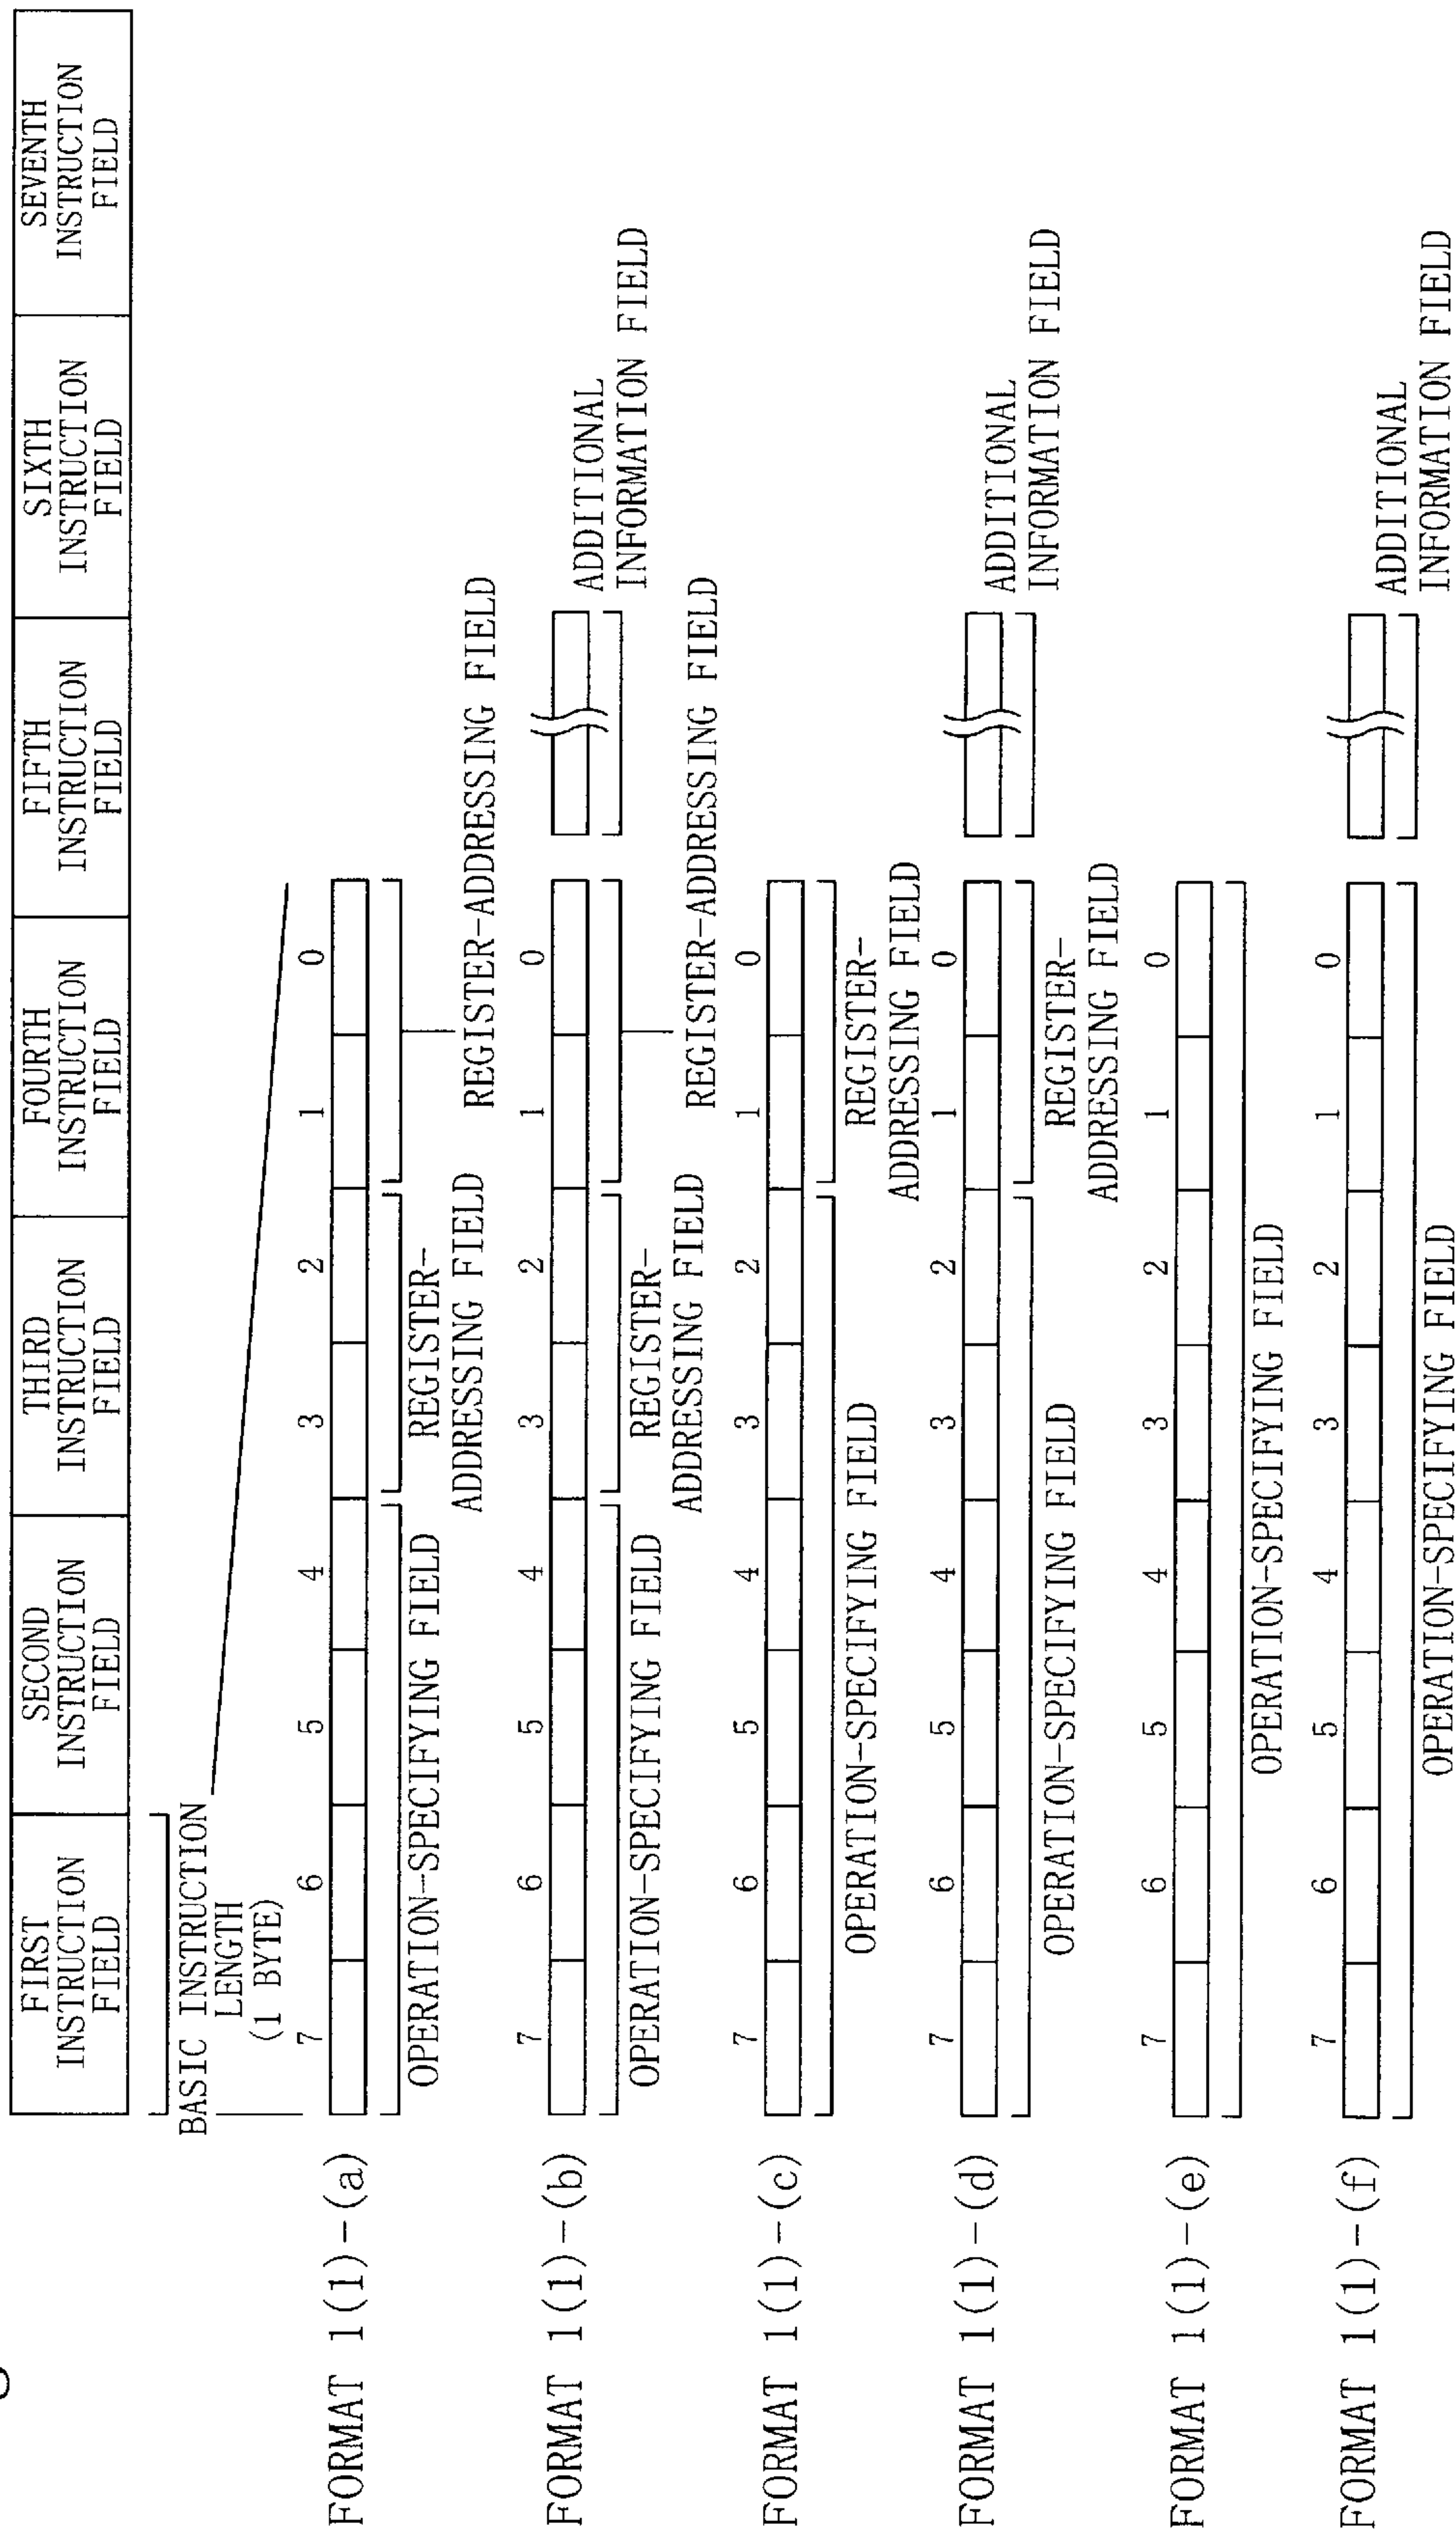 FIRST
INSTRUCTION
FIELD
SECOND
INSTRUCTION
FIELD
THIRD
INSTRUCTION
FIELD
FOURTH
INSTRUCTION
FIELD
FIFTH
INSTRUCTION
FIELD
SIXTH
INSTRUCTION
FIELD
SEVENTH
INSTRUCTION
FIELD
BASIC INSTRUCTION
LENGTH
(1 BYTE)
7 6 5 4 3 2 1 0
FORMAT 1(1)-(a)
OPERATION-SPECIFYING FIELD
REGISTER-
ADDRESSING FIELD
REGISTER-ADDRESSING FIELD
7 6 5 4 3 2 1 0
FORMAT 1(1)-(b)
OPERATION-SPECIFYING FIELD
REGISTER-
ADDRESSING FIELD
REGISTER-ADDRESSING FIELD
ADDITIONAL
INFORMATION FIELD
7 6 5 4 3 2 1 0
FORMAT 1(1)-(c)
OPERATION-SPECIFYING FIELD
REGISTER-
ADDRESSING FIELD
7 6 5 4 3 2 1 0
FORMAT 1(1)-(d)
OPERATION-SPECIFYING FIELD
REGISTER-
ADDRESSING FIELD
ADDITIONAL
INFORMATION FIELD
7 6 5 4 3 2 1 0
FORMAT 1(1)-(e)
OPERATION-SPECIFYING FIELD
7 6 5 4 3 2 1 0
FORMAT 1(1)-(f)
OPERATION-SPECIFYING FIELD
ADDITIONAL
INFORMATION FIELD